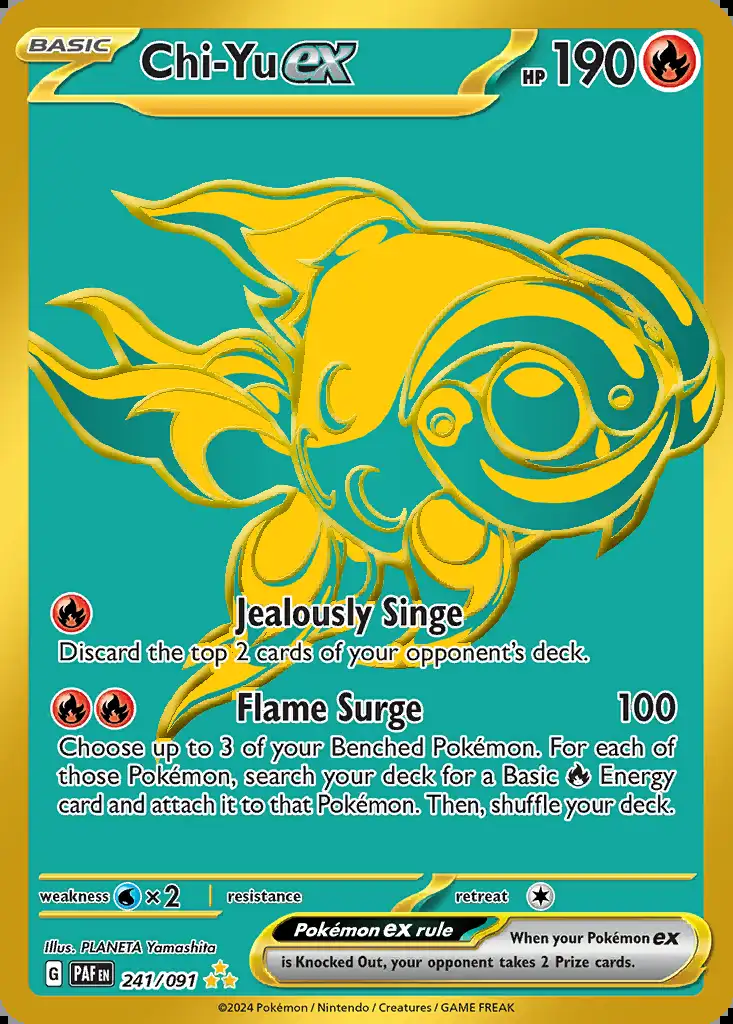 BASIC
Chi-Yu ex
HP 190
Jealously Singe
Discard the top 2 cards of your opponent's deck.
Flame Surge 100
Choose up to 3 of your Benched Pokémon. For each of
those Pokémon, search your deck for a Basic Energy
card and attach it to that Pokémon. Then, shuffle your deck.
weakness ×2 resistance retreat
Illus. PLANETA Yamashita
Pokémon ex rule
When your Pokémon ex
is Knocked Out, your opponent takes 2 Prize cards.
G PAF EN 241/091
©2024 Pokémon / Nintendo / Creatures / GAME FREAK